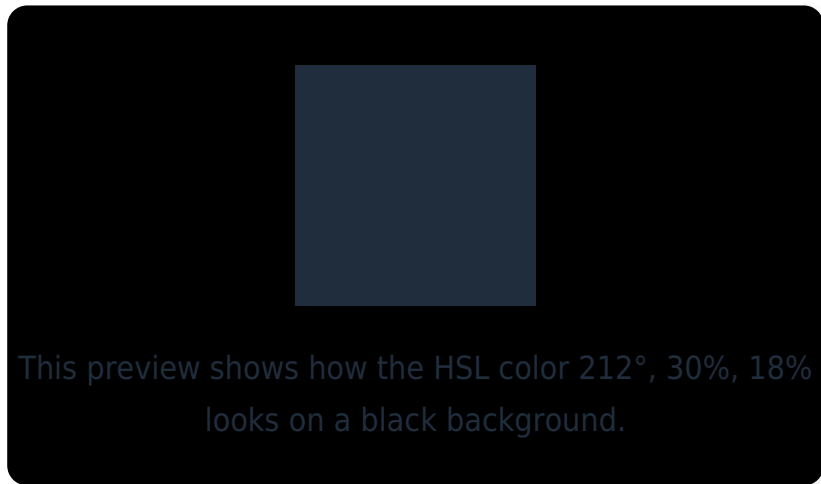 This preview shows how the HSL color 212°, 30%, 18%
looks on a black background.